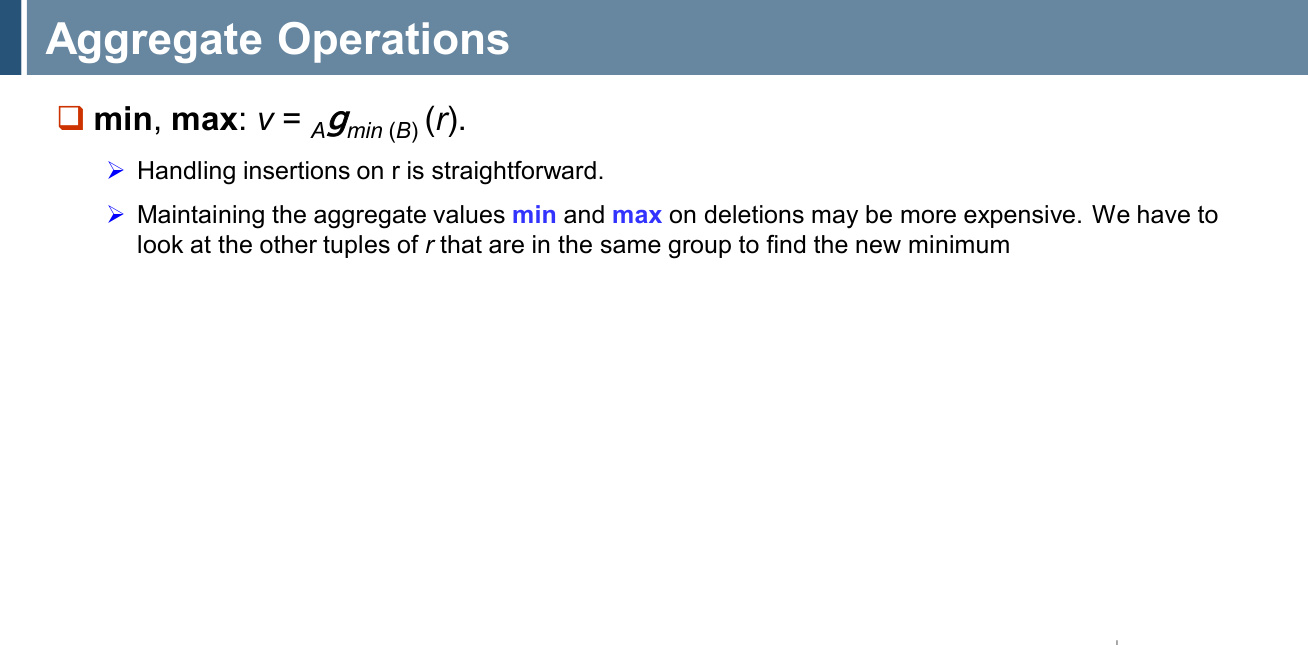 Aggregate Operations
min, max: v = A g min (B) (r).
Handling insertions on r is straightforward.
Maintaining the aggregate values min and max on deletions may be more expensive. We have to
look at the other tuples of r that are in the same group to find the new minimum